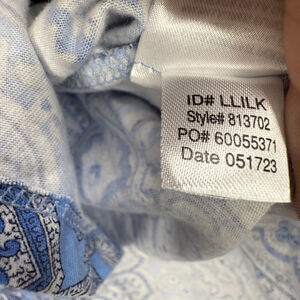 ID# LLILK
Style# 813702
PO# 60055371
Date 051723